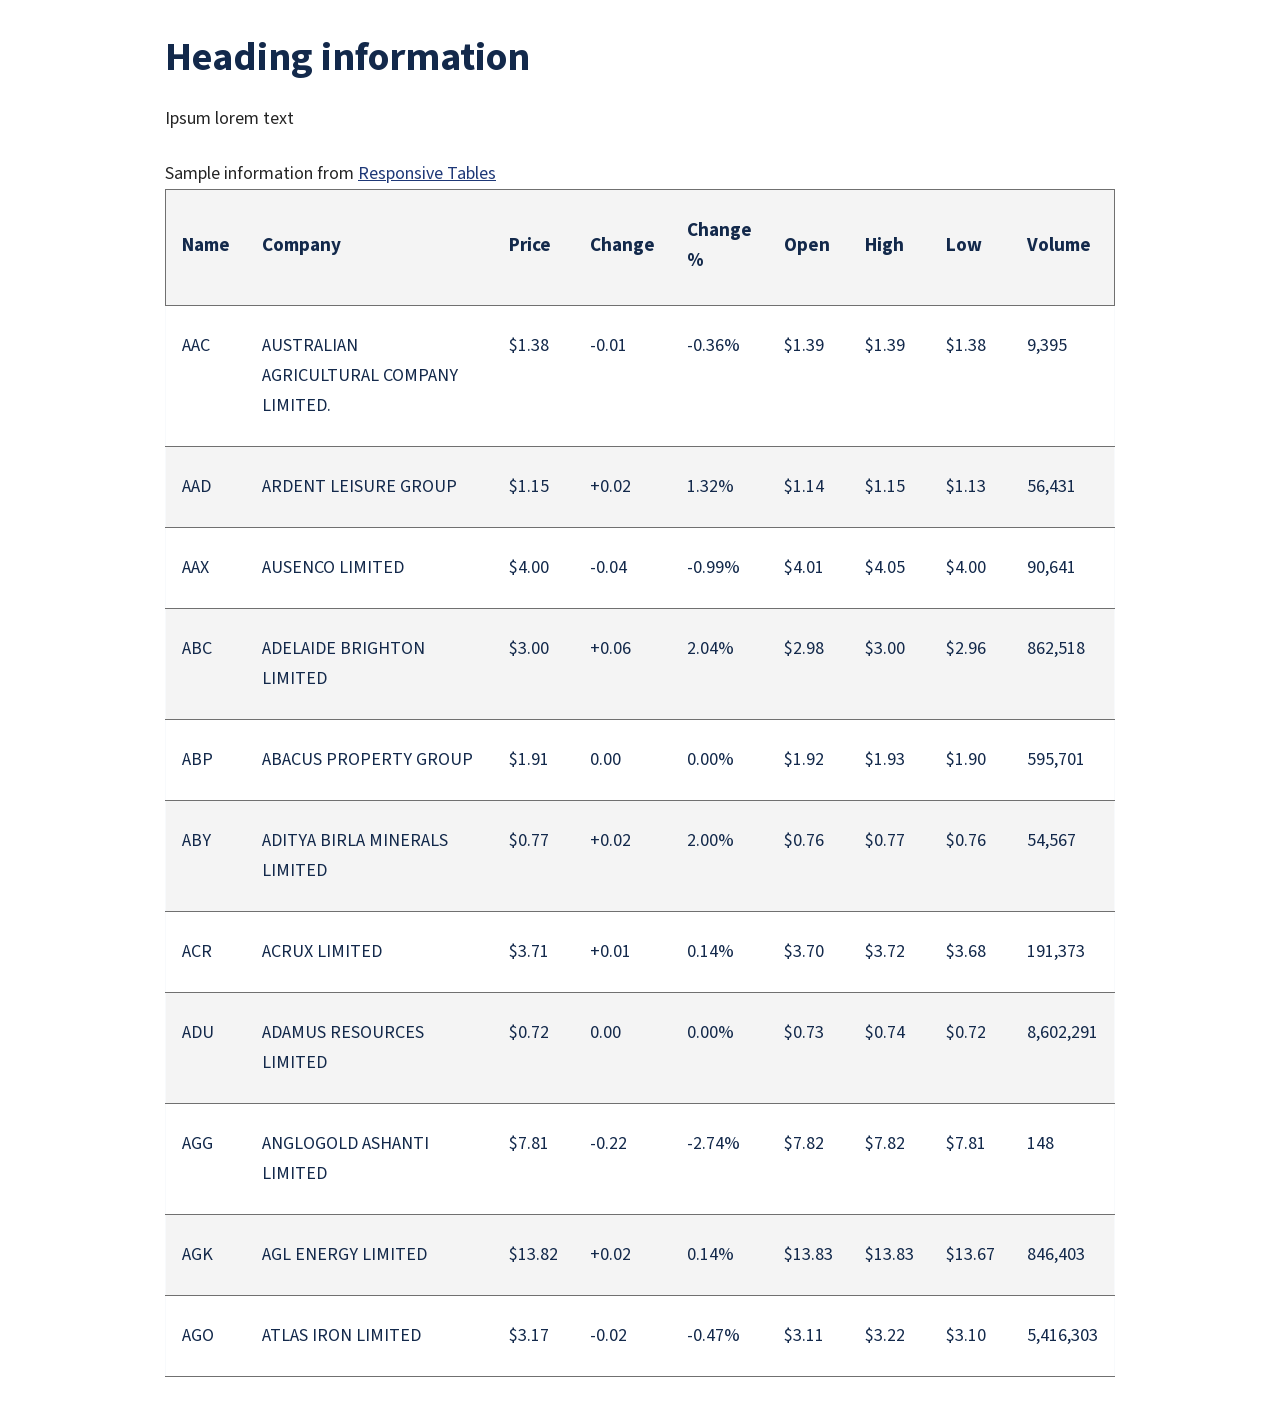 Heading information
Ipsum lorem text
Sample information from Responsive Tables
Name Company Price Change Change % Open High Low Volume
AAC AUSTRALIAN AGRICULTURAL COMPANY LIMITED. $1.38 -0.01 -0.36% $1.39 $1.39 $1.38 9,395
AAD ARDENT LEISURE GROUP $1.15 +0.02 1.32% $1.14 $1.15 $1.13 56,431
AAX AUSENCO LIMITED $4.00 -0.04 -0.99% $4.01 $4.05 $4.00 90,641
ABC ADELAIDE BRIGHTON LIMITED $3.00 +0.06 2.04% $2.98 $3.00 $2.96 862,518
ABP ABACUS PROPERTY GROUP $1.91 0.00 0.00% $1.92 $1.93 $1.90 595,701
ABY ADITYA BIRLA MINERALS LIMITED $0.77 +0.02 2.00% $0.76 $0.77 $0.76 54,567
ACR ACRUX LIMITED $3.71 +0.01 0.14% $3.70 $3.72 $3.68 191,373
ADU ADAMUS RESOURCES LIMITED $0.72 0.00 0.00% $0.73 $0.74 $0.72 8,602,291
AGG ANGLOGOLD ASHANTI LIMITED $7.81 -0.22 -2.74% $7.82 $7.82 $7.81 148
AGK AGL ENERGY LIMITED $13.82 +0.02 0.14% $13.83 $13.83 $13.67 846,403
AGO ATLAS IRON LIMITED $3.17 -0.02 -0.47% $3.11 $3.22 $3.10 5,416,303